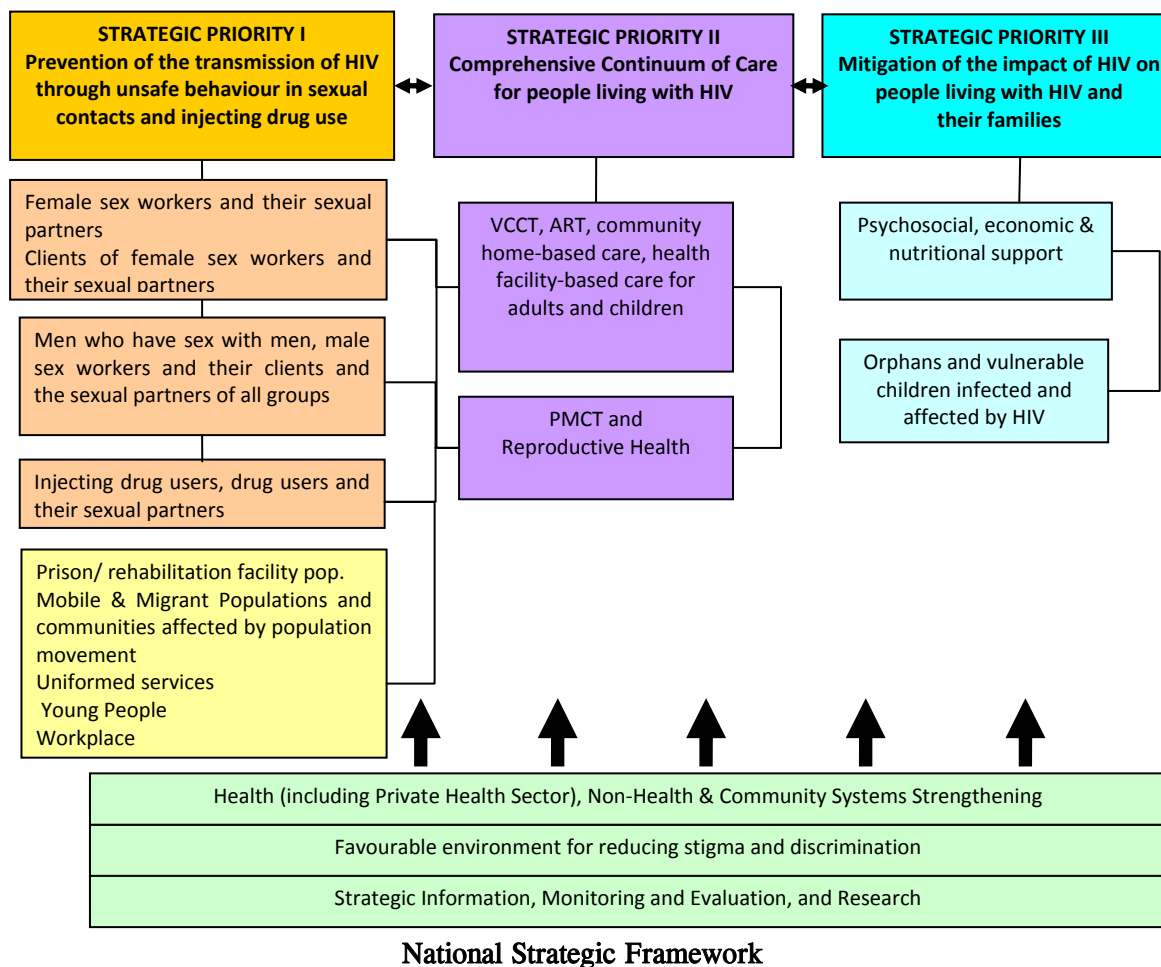 STRATEGIC PRIORITY I
Prevention of the transmission of HIV
through unsafe behaviour in sexual
contacts and injecting drug use
STRATEGIC PRIORITY II
Comprehensive Continuum of Care
for people living with HIV
STRATEGIC PRIORITY III
Mitigation of the impact of HIV on
people living with HIV and
their families
Female sex workers and their sexual
partners
Clients of female sex workers and
their sexual partners
Men who have sex with men, male
sex workers and their clients and
the sexual partners of all groups
Injecting drug users, drug users and
their sexual partners
Prison/ rehabilitation facility pop.
Mobile & Migrant Populations and
communities affected by population
movement
Uniformed services
Young People
Workplace
VCCT, ART, community
home-based care, health
facility-based care for
adults and children
PMCT and
Reproductive Health
Psychosocial, economic &
nutritional support
Orphans and vulnerable
children infected and
affected by HIV
Health (including Private Health Sector), Non-Health & Community Systems Strengthening
Favourable environment for reducing stigma and discrimination
Strategic Information, Monitoring and Evaluation, and Research
National Strategic Framework